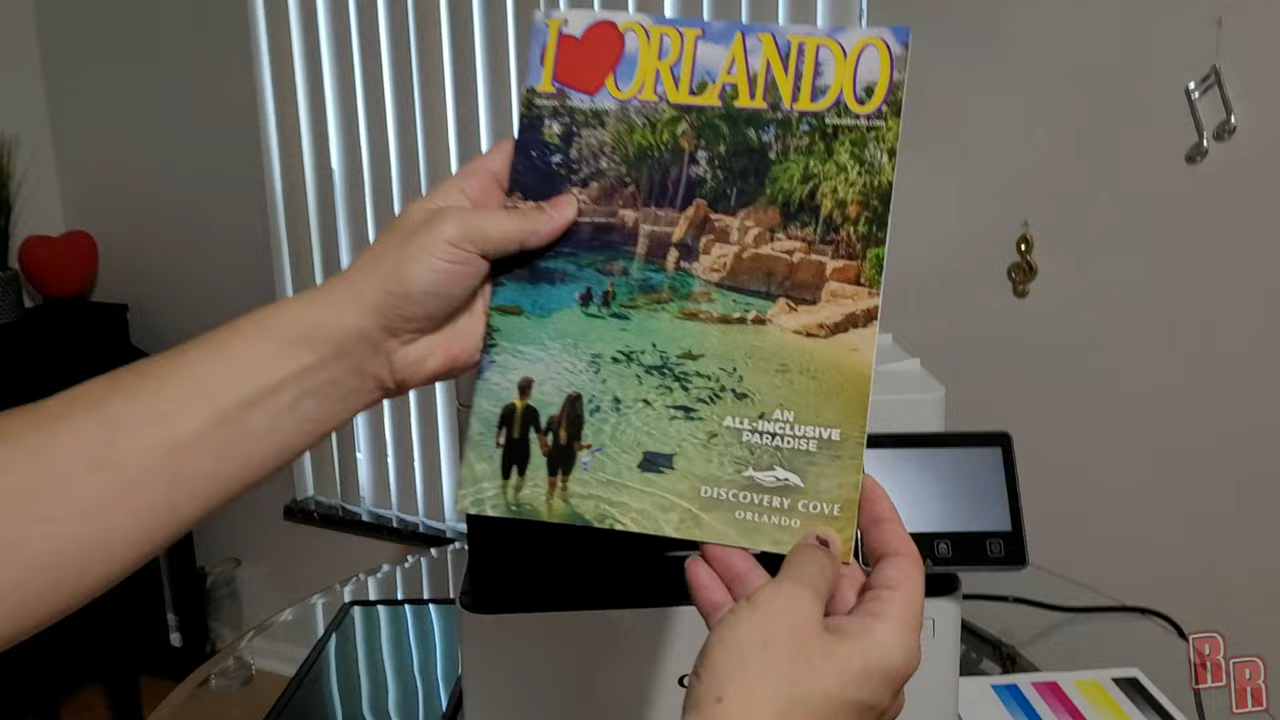 I ORLANDO
AN
ALL-INCLUSIVE
PARADISE
DISCOVERY COVE
ORLANDO
RR